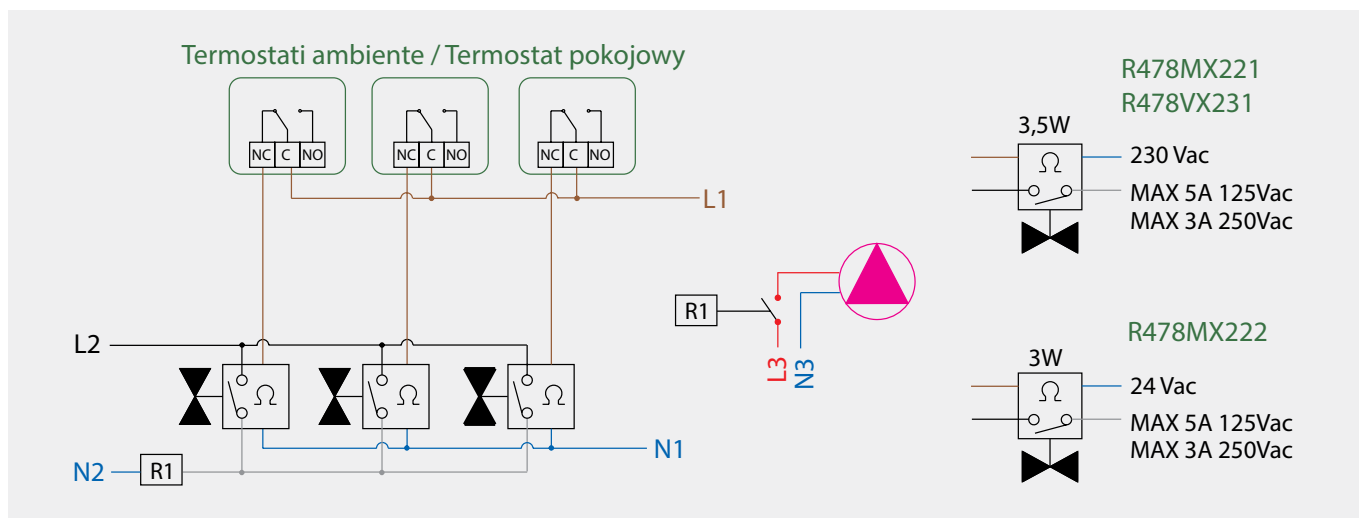 Termostati ambiente / Termostat pokojowy
NC C NO
NC C NO
NC C NO
L1
L2
Ω
Ω
Ω
N1
N2
R1
R1
L3
N3
R478MX221
R478VX231
3,5W
Ω
230 Vac
MAX 5A 125Vac
MAX 3A 250Vac
R478MX222
3W
Ω
24 Vac
MAX 5A 125Vac
MAX 3A 250Vac